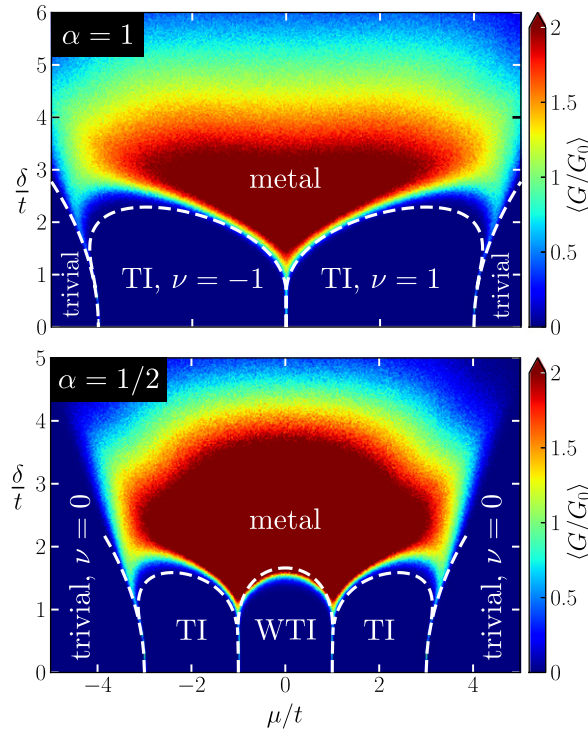 α = 1
6
5
4
3
2
1
0
δ/t
metal
TI, ν = −1
TI, ν = 1
trivial
trivial
2
1.5
1
0.5
0
⟨G/G₀⟩
α = 1/2
5
4
3
2
1
0
δ/t
metal
trivial, ν = 0
TI
WTI
TI
trivial, ν = 0
−4
−2
0
2
4
μ/t
2
1.5
1
0.5
0
⟨G/G₀⟩